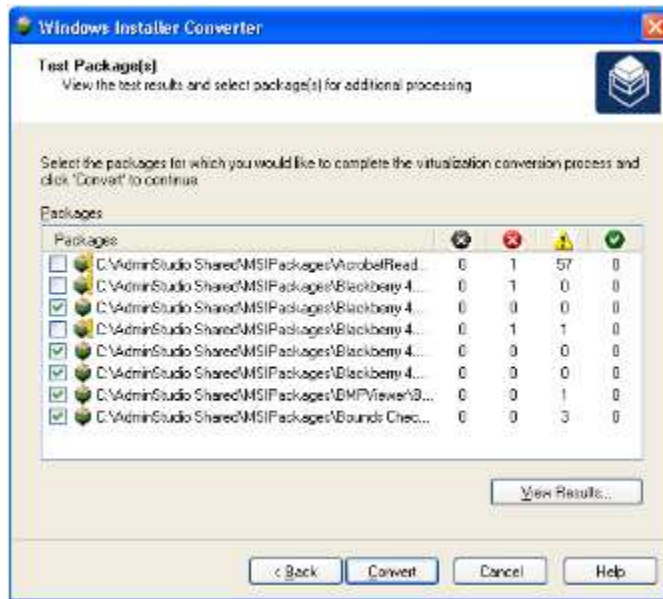 Windows Installer Converter
Test Package(s)
View the test results and select package(s) for additional processing
Select the packages for which you would like to complete the virtualization conversion process and
click 'Convert' to continue
Packages
Packages
C:\AdminStudio Shared\MSIPackages\AcrobatRead... 0 1 57 0
C:\AdminStudio Shared\MSIPackages\Blackberry 4.... 0 1 0 0
C:\AdminStudio Shared\MSIPackages\Blackberry 4.... 0 0 0 0
C:\AdminStudio Shared\MSIPackages\Blackberry 4.... 0 1 1 0
C:\AdminStudio Shared\MSIPackages\Blackberry 4.... 0 0 0 0
C:\AdminStudio Shared\MSIPackages\Blackberry 4.... 0 0 0 0
C:\AdminStudio Shared\MSIPackages\BMPViewer\B... 0 0 1 0
C:\AdminStudio Shared\MSIPackages\Bounds Chec... 0 0 3 0
View Results...
< Back Convert Cancel Help